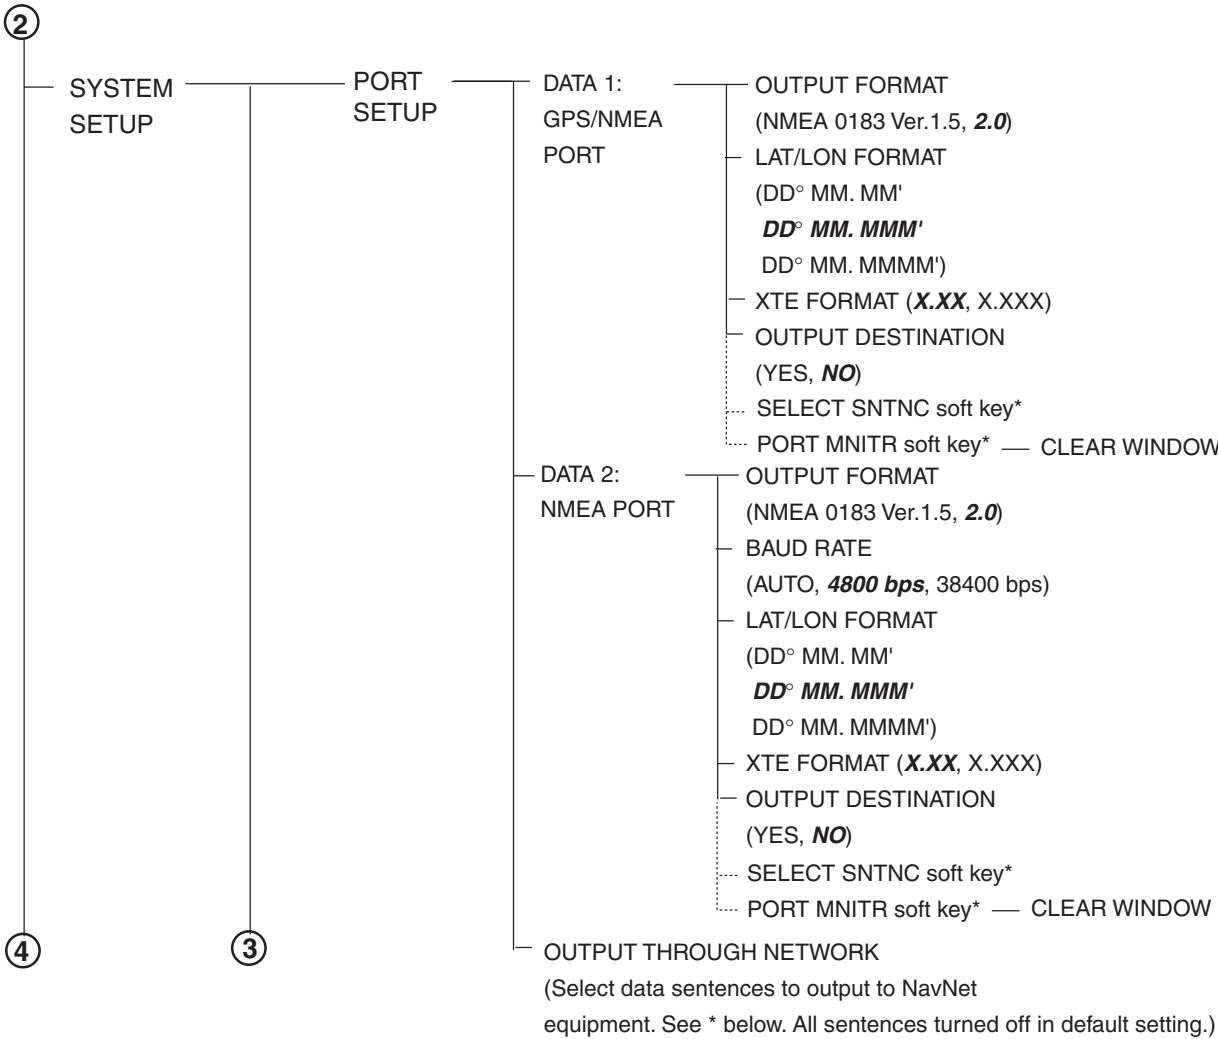 2
SYSTEM
SETUP
PORT
SETUP
DATA 1:
GPS/NMEA
PORT
OUTPUT FORMAT
(NMEA 0183 Ver.1.5, 2.0)
LAT/LON FORMAT
(DD° MM. MM'
DD° MM. MMM'
DD° MM. MMMM')
XTE FORMAT (X.XX, X.XXX)
OUTPUT DESTINATION
(YES, NO)
SELECT SNTNC soft key*
PORT MNITR soft key* — CLEAR WINDOW
DATA 2:
NMEA PORT
OUTPUT FORMAT
(NMEA 0183 Ver.1.5, 2.0)
BAUD RATE
(AUTO, 4800 bps, 38400 bps)
LAT/LON FORMAT
(DD° MM. MM'
DD° MM. MMM'
DD° MM. MMMM')
XTE FORMAT (X.XX, X.XXX)
OUTPUT DESTINATION
(YES, NO)
SELECT SNTNC soft key*
PORT MNITR soft key* — CLEAR WINDOW
OUTPUT THROUGH NETWORK
(Select data sentences to output to NavNet
equipment. See * below. All sentences turned off in default setting.)
4
3